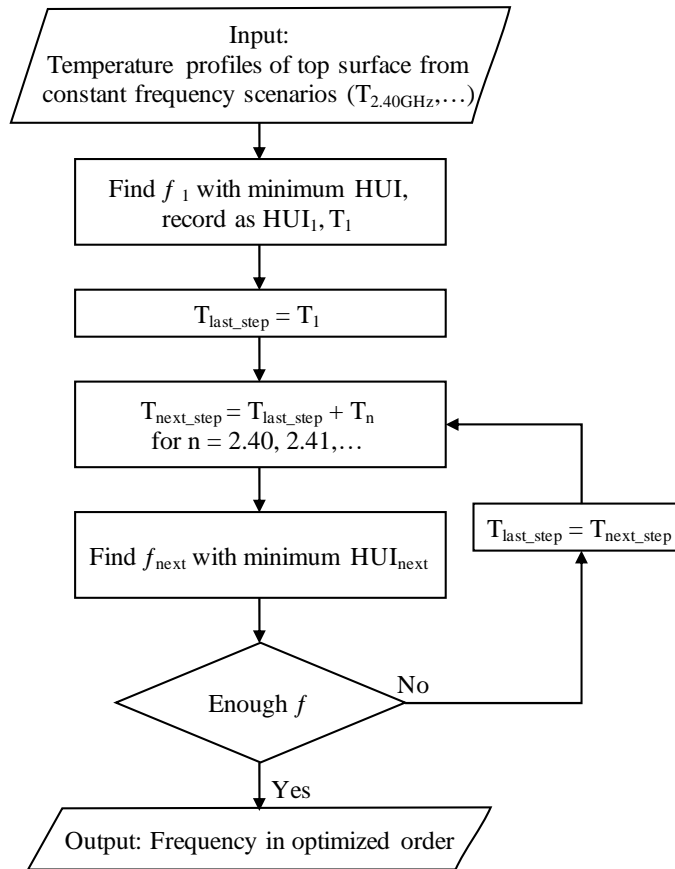 Input:
Temperature profiles of top surface from
constant frequency scenarios (T2.40GHz,…)
Find f 1 with minimum HUI,
record as HUI1, T1
Tlast_step = T1
Tnext_step = Tlast_step + Tn
for n = 2.40, 2.41,…
Tlast_step = Tnext_step
Find fnext with minimum HUInext
Enough f
No
Yes
Output: Frequency in optimized order